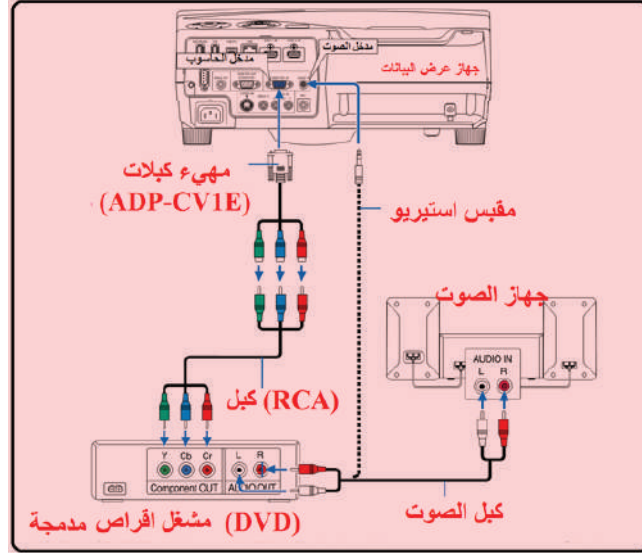 مدخل الصوت
مدخل الحاسوب
جهاز عرض البيانات
مهيء كبلات
(ADP-CV1E)
مقبس استيريو
جهاز الصوت
AUDIO IN
L R
كبل (RCA)
Y Cb Cr L R
Component OUT AUDIO OUT
مشغل اقراص مدمجة (DVD)
كبل الصوت